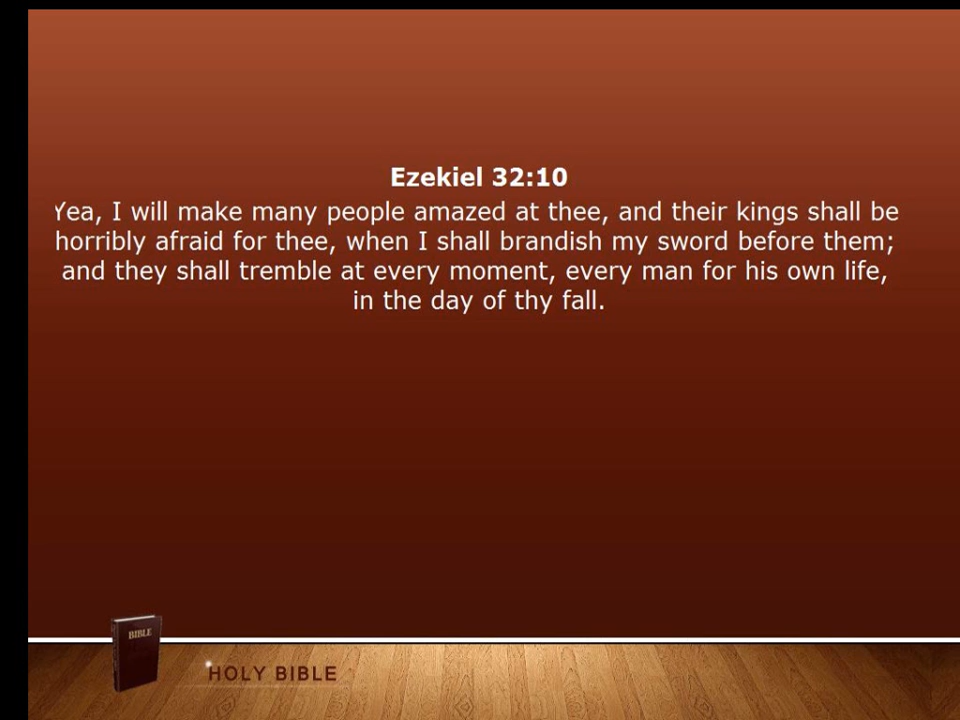 Ezekiel 32:10
Yea, I will make many people amazed at thee, and their kings shall be
horribly afraid for thee, when I shall brandish my sword before them;
and they shall tremble at every moment, every man for his own life,
in the day of thy fall.
BIBLE
HOLY BIBLE